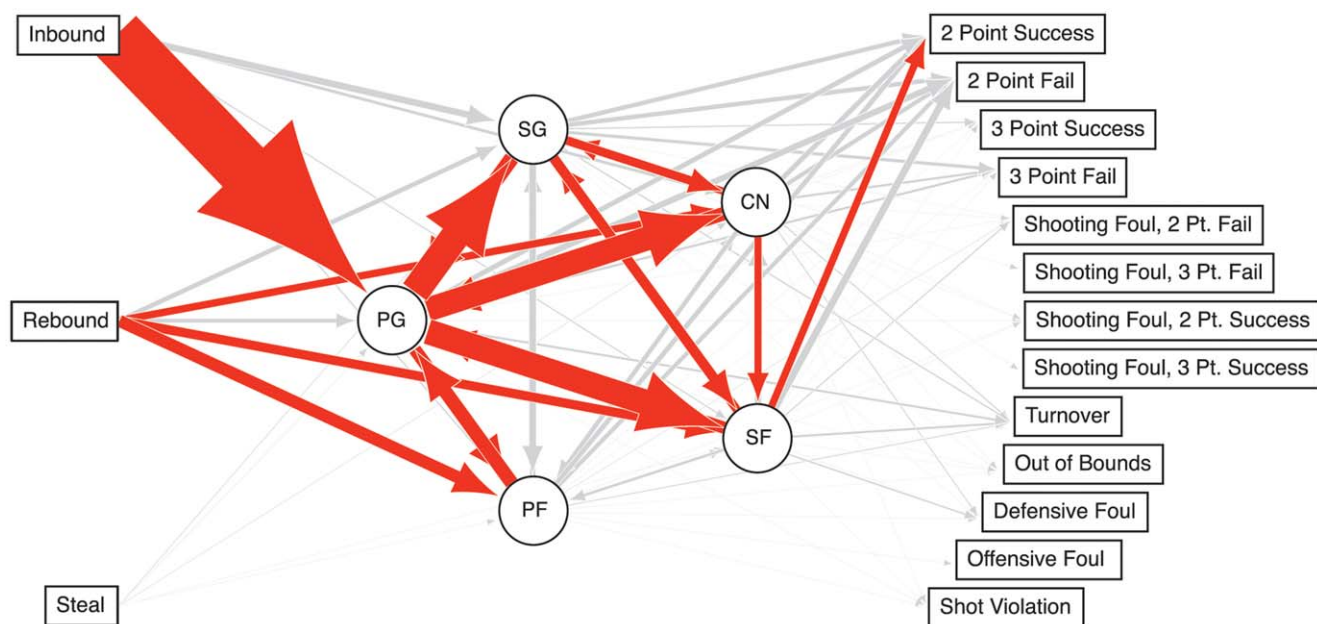 Inbound
Rebound
Steal
SG
PG
PF
CN
SF
2 Point Success
2 Point Fail
3 Point Success
3 Point Fail
Shooting Foul, 2 Pt. Fail
Shooting Foul, 3 Pt. Fail
Shooting Foul, 2 Pt. Success
Shooting Foul, 3 Pt. Success
Turnover
Out of Bounds
Defensive Foul
Offensive Foul
Shot Violation